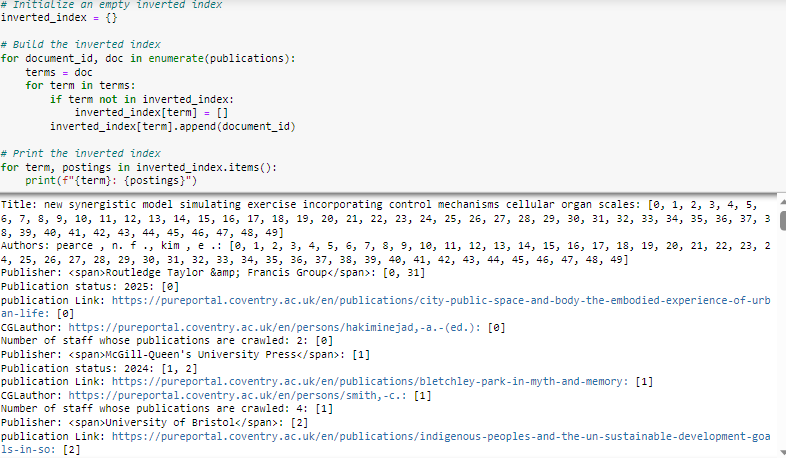 # Initialize an empty inverted index
inverted_index = {}
# Build the inverted index
for document_id, doc in enumerate(publications):
    terms = doc
    for term in terms:
        if term not in inverted_index:
            inverted_index[term] = []
        inverted_index[term].append(document_id)
# Print the inverted index
for term, postings in inverted_index.items():
    print(f"{term}: {postings}")
Title: new synergistic model simulating exercise incorporating control mechanisms cellular organ scales: [0, 1, 2, 3, 4, 5,
6, 7, 8, 9, 10, 11, 12, 13, 14, 15, 16, 17, 18, 19, 20, 21, 22, 23, 24, 25, 26, 27, 28, 29, 30, 31, 32, 33, 34, 35, 36, 37, 3
8, 39, 40, 41, 42, 43, 44, 45, 46, 47, 48, 49]
Authors: pearce , n. f ., kim , e .: [0, 1, 2, 3, 4, 5, 6, 7, 8, 9, 10, 11, 12, 13, 14, 15, 16, 17, 18, 19, 20, 21, 22, 23, 2
4, 25, 26, 27, 28, 29, 30, 31, 32, 33, 34, 35, 36, 37, 38, 39, 40, 41, 42, 43, 44, 45, 46, 47, 48, 49]
Publisher: <span>Routledge Taylor &amp; Francis Group</span>: [0, 31]
Publication status: 2025: [0]
publication Link: https://pureportal.coventry.ac.uk/en/publications/city-public-space-and-body-the-embodied-experience-of-urb
an-life: [0]
CGLauthor: https://pureportal.coventry.ac.uk/en/persons/hakiminejad,-a.-(ed.): [0]
Number of staff whose publications are crawled: 2: [0]
Publisher: <span>McGill-Queen's University Press</span>: [1]
Publication status: 2024: [1, 2]
publication Link: https://pureportal.coventry.ac.uk/en/publications/bletchley-park-in-myth-and-memory: [1]
CGLauthor: https://pureportal.coventry.ac.uk/en/persons/smith,-c.: [1]
Number of staff whose publications are crawled: 4: [1]
Publisher: <span>University of Bristol</span>: [2]
publication Link: https://pureportal.coventry.ac.uk/en/publications/indigenous-peoples-and-the-un-sustainable-development-goa
ls-in-so: [2]